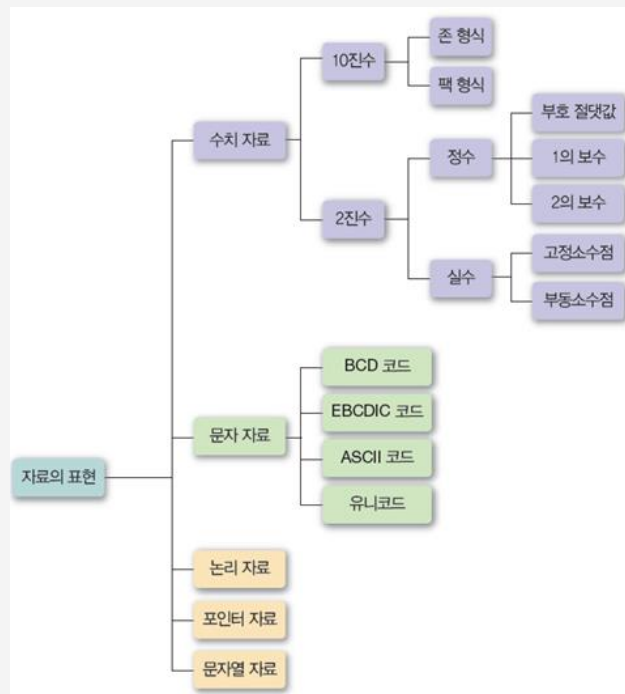 자료의 표현
수치 자료
10진수
존 형식
팩 형식
2진수
정수
부호 절댓값
1의 보수
2의 보수
실수
고정소수점
부동소수점
문자 자료
BCD 코드
EBCDIC 코드
ASCII 코드
유니코드
논리 자료
포인터 자료
문자열 자료